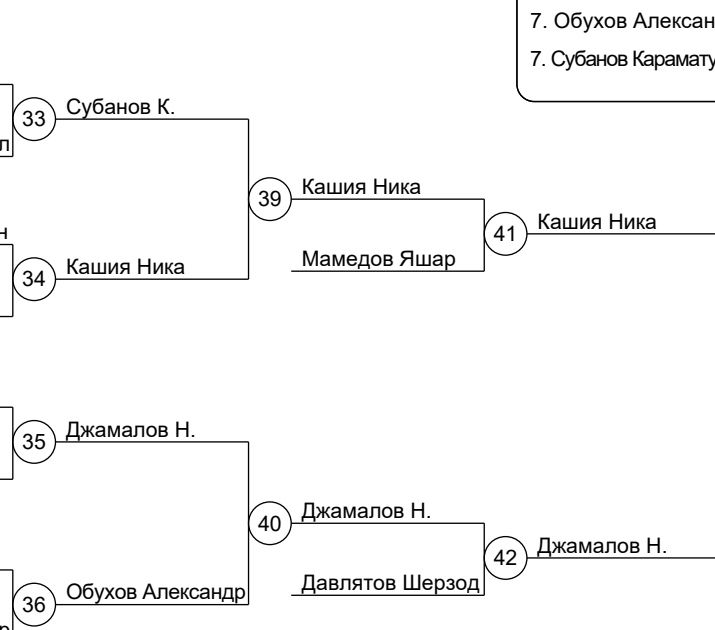 7. Обухов Алексан
7. Субанов Карамату
33 Субанов К.
л
39 Кашия Ника
н
41 Кашия Ника
Мамедов Яшар
34 Кашия Ника
35 Джамалов Н.
40 Джамалов Н.
42 Джамалов Н.
Давлятов Шерзод
36 Обухов Александр